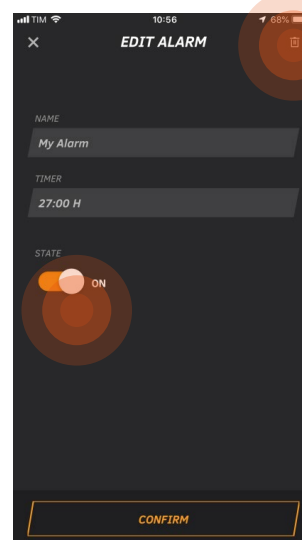 TIM 10:56 68%
EDIT ALARM
NAME
My Alarm
TIMER
27:00 H
STATE
ON
CONFIRM